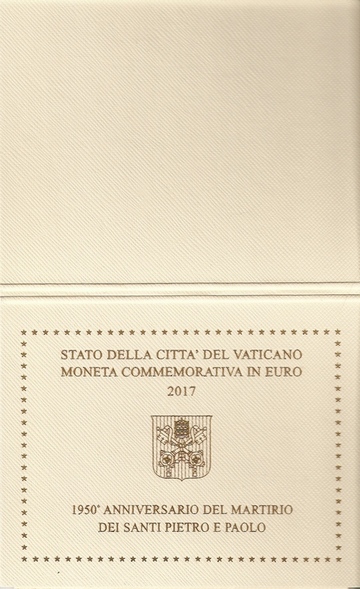 STATO DELLA CITTA' DEL VATICANO
MONETA COMMEMORATIVA IN EURO
2017
1950° ANNIVERSARIO DEL MARTIRIO
DEI SANTI PIETRO E PAOLO